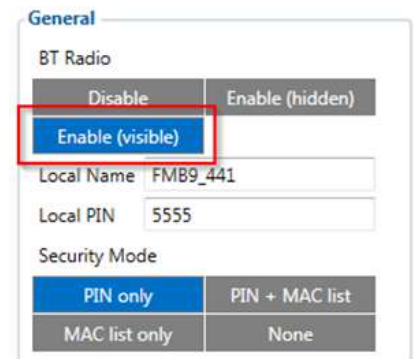 General
BT Radio
Disable Enable (hidden)
Enable (visible)
Local Name FMB9_441
Local PIN 5555
Security Mode
PIN only PIN + MAC list
MAC list only None